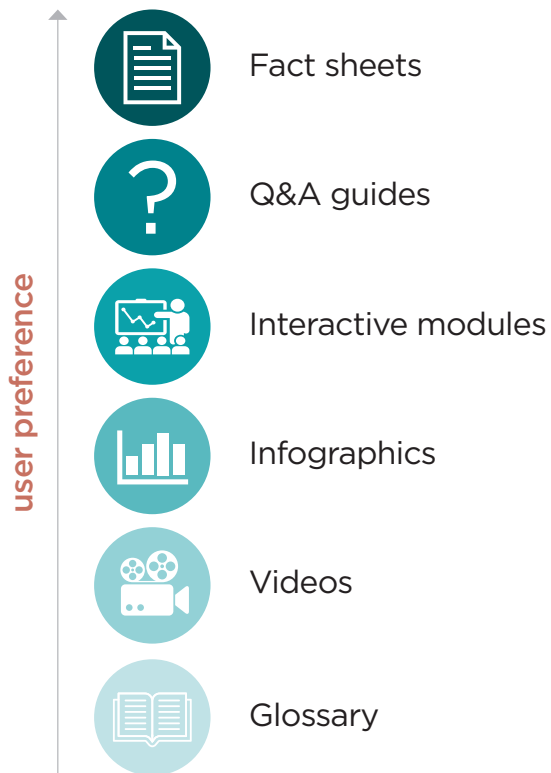 Fact sheets
?
Q&A guides
Interactive modules
user preference
Infographics
Videos
Glossary